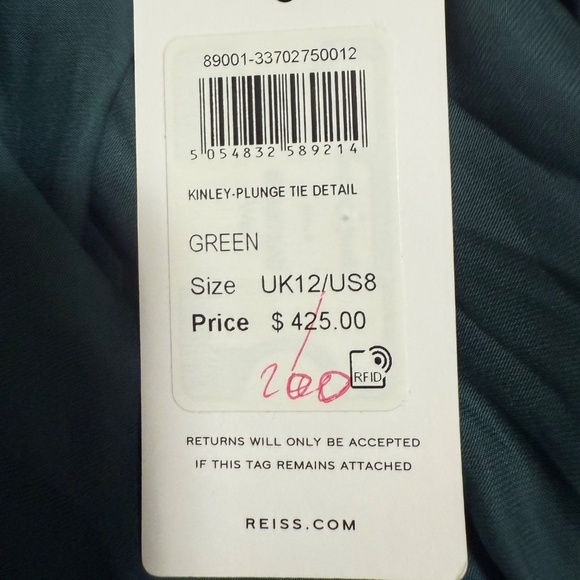 89001-33702750012
5 054832 589214
KINLEY-PLUNGE TIE DETAIL
GREEN
Size UK12/US8
Price $ 425.00
200
RFID
RETURNS WILL ONLY BE ACCEPTED
IF THIS TAG REMAINS ATTACHED
REISS.COM